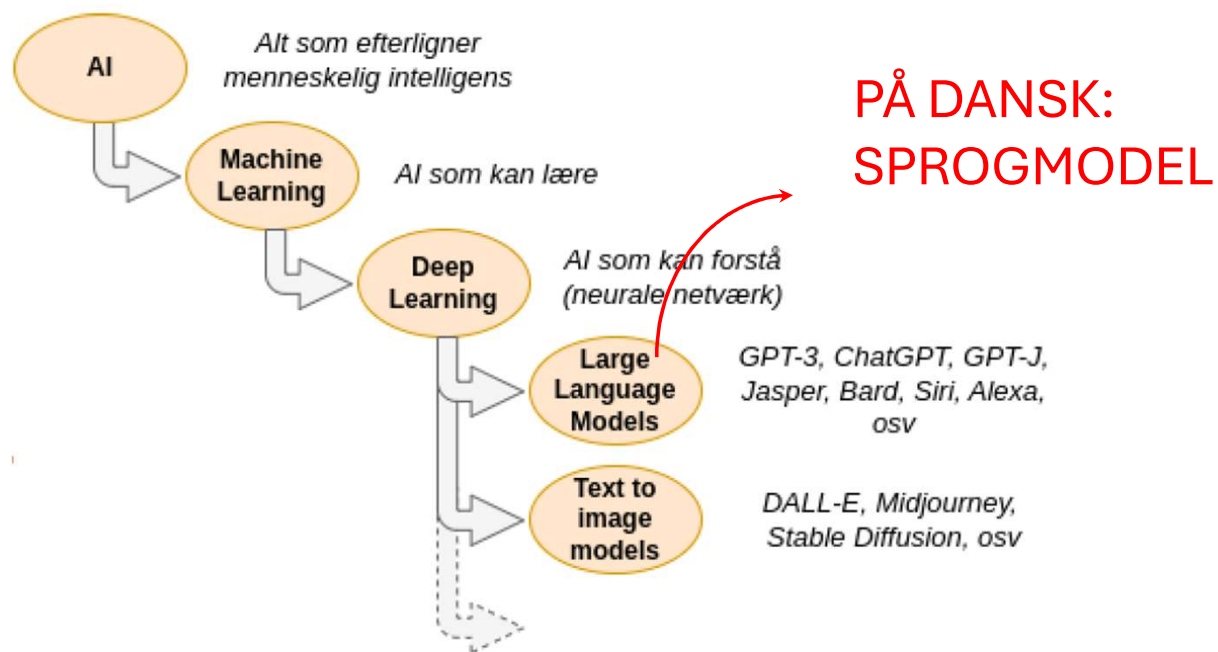 AI
Alt som efterligner
menneskelig intelligens
PÅ DANSK:
SPROGMODEL
Machine
Learning
AI som kan lære
Deep
Learning
AI som kan forstå
(neurale netværk)
Large
Language
Models
GPT-3, ChatGPT, GPT-J,
Jasper, Bard, Siri, Alexa,
osv
Text to
image
models
DALL-E, Midjourney,
Stable Diffusion, osv